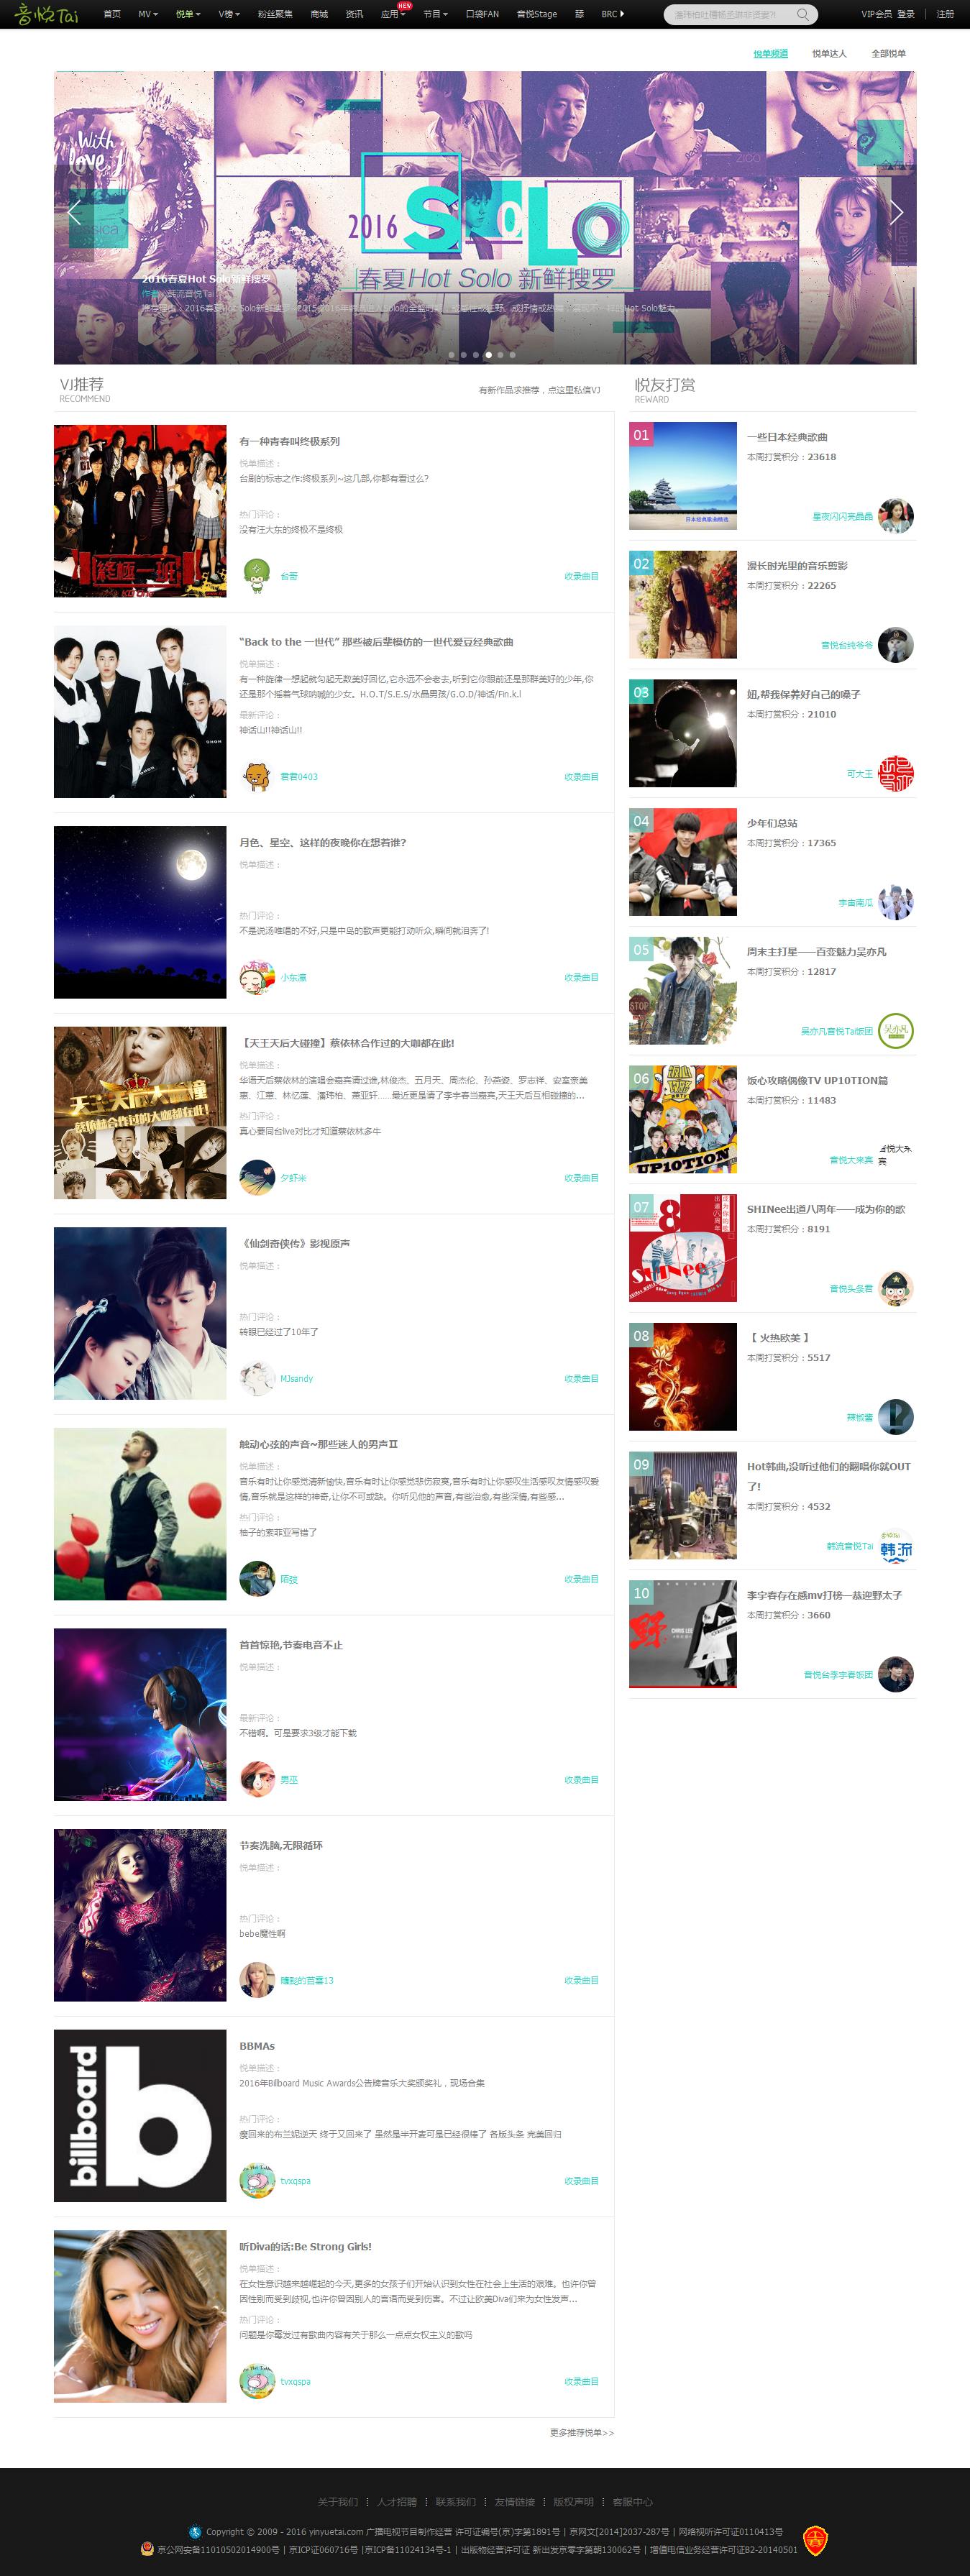 音悦Tai
首页 MV 悦单 V榜 粉丝聚焦 商城 资讯 应用 NEW 节目 口袋FAN 音悦Stage 舔 BRC
VIP会员 登录 | 注册
悦单频道 悦单达人 全部悦单
With love, J
2016 SOLO
春夏Hot Solo 新鲜搜罗
2016春夏Hot Solo新鲜搜罗
VJ推荐
RECOMMEND
有新作品求推荐，点这里私信VJ
有一种青春叫终极系列
悦单描述：
台剧的标志之作:终极系列~这几部,你都有看过么?
热门评论：
没有汪大东的终极不是终极
台哥 收录曲目
“Back to the 一世代” 那些被后辈模仿的一世代爱豆经典歌曲
悦单描述：
有一种旋律一想起就勾起无数美好回忆,它永远不会老去,听到它你眼前还是那群美好的少年,你
还是那个摇着气球呐喊的少女。H.O.T/S.E.S/水晶男孩/G.O.D/神话/Fin.k.l
最新评论：
神话山!!神话山!!
君君0403 收录曲目
月色、星空、这样的夜晚你在想着谁?
悦单描述：
热门评论：
不是说汤唯唱的不好,只是中岛的歌声更能打动听众,瞬间就泪奔了!
小东瀛 收录曲目
【天王天后大碰撞】蔡依林合作过的大咖都在此!
悦单描述：
华语天后蔡依林的演唱会嘉宾请过谁,林俊杰、五月天、周杰伦、孙燕姿、罗志祥、安室奈美
惠、江蕙、林忆莲、潘玮柏、萧亚轩......最近更是请了李宇春当嘉宾,天王天后互相碰撞的...
热门评论：
真心要同台live对比才知道蔡依林多牛
夕虾米 收录曲目
《仙剑奇侠传》影视原声
悦单描述：
热门评论：
转眼已经过了10年了
MJsandy 收录曲目
触动心弦的声音~那些迷人的男声Ⅱ
悦单描述：
音乐有时让你感觉清新愉快,音乐有时让你感觉悲伤寂寞,音乐有时让你感叹生活感叹友情感叹爱
情,音乐就是这样的神奇,让你不可或缺。你听见他的声音,有些治愈,有些深情,有些感...
热门评论：
柚子的索菲亚写错了
陌骁 收录曲目
首首惊艳,节奏电音不止
悦单描述：
最新评论：
不错啊。可是要求3级才能下载
男巫 收录曲目
节奏洗脑,无限循环
悦单描述：
热门评论：
bebe魔性啊
收录曲目
billboard
BBMAs
悦单描述：
2016年Bilboard Music Awards公告牌音乐大奖颁奖礼，现场合集
热门评论：
瘦回来的布兰妮逆天 终于又回来了 虽然是半开麦可是已经很棒了 各版头条 完美回归
tvxqspa 收录曲目
听Diva的话:Be Strong Girls!
悦单描述：
在女性意识越来越崛起的今天,更多的女孩子们开始认识到女性在社会上生活的艰难。也许你曾
因性别而受到歧视,也许你曾因别人的言语而受到伤害。不过让欧美Diva们来为女性发声...
热门评论：
问题是你霉发过有歌曲内容有关于那么一点点女权主义的歌吗
tvxqspa 收录曲目
更多推荐悦单>>
悦友打赏
REWARD
01 一些日本经典歌曲
本周打赏积分：23618
星夜闪闪亮晶晶
02 漫长时光里的音乐剪影
本周打赏积分：22265
音悦台纯爷爷
03 妞,帮我保养好自己的嗓子
本周打赏积分：21010
可大王
04 少年们总站
本周打赏积分：17365
宇宙南瓜
05 周末主打星——百变魅力吴亦凡
本周打赏积分：12817
吴亦凡音悦Tai饭团
06 饭心攻略偶像TV UP10TION篇
本周打赏积分：11483
音悦大来宾
07 SHINee出道八周年——成为你的歌
本周打赏积分：8191
音悦头条君
08 【 火热欧美 】
本周打赏积分：5517
辣椒酱
09 Hot韩曲,没听过他们的翻唱你就OUT
了!
本周打赏积分：4532
韩流音悦Tai
10 李宇春存在感mv打榜—恭迎野太子
本周打赏积分：3660
音悦台李宇春饭团
关于我们 人才招聘 联系我们 友情链接 版权声明 客服中心
Copyright © 2009 - 2016 yinyuetai.com 广播电视节目制作经营 许可证编号(京)字第1891号 | 京网文[2014]2037-287号 | 网络视听许可证0110413号
京公网安备11010502014900号 | 京ICP证060716号 |京ICP备11024134号-1 | 出版物经营许可证 新出发京零字第朝130062号 | 增值电信业务经营许可证B2-20140501